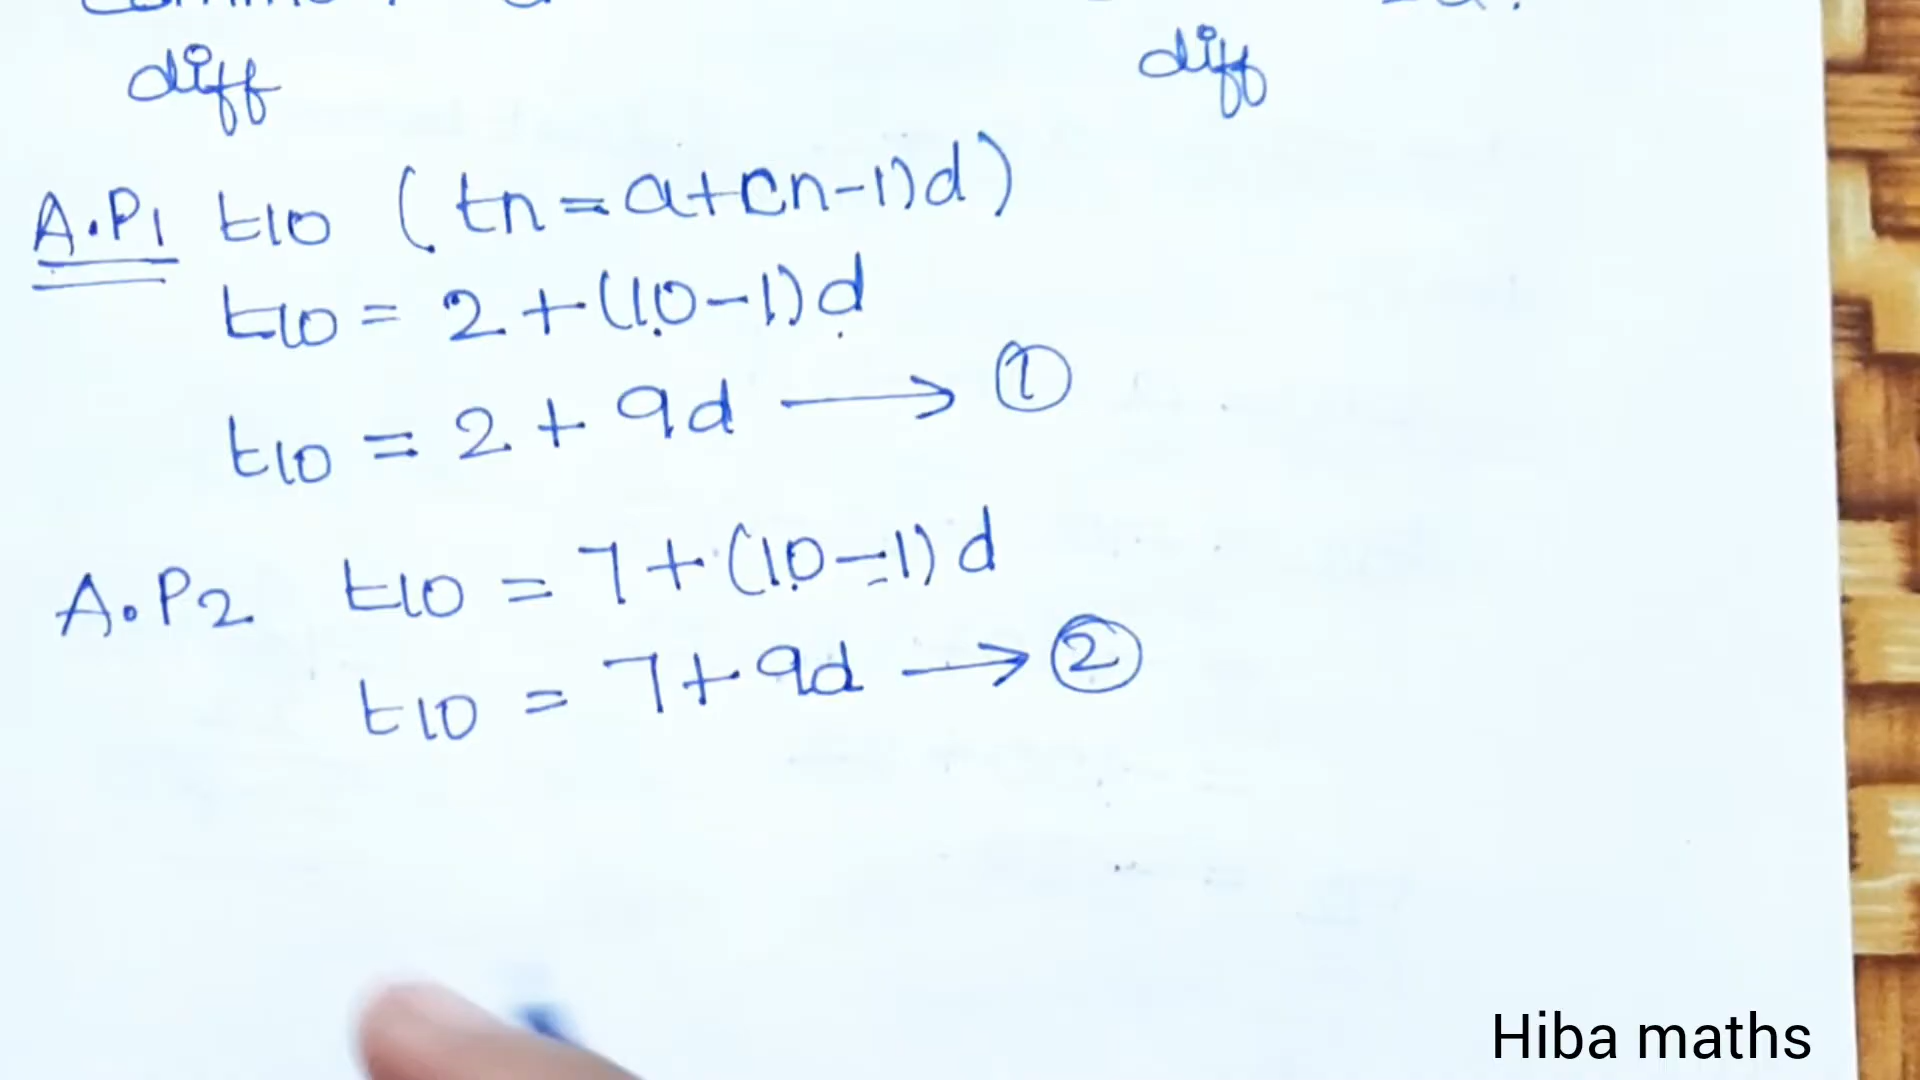 diff diff
A.P1 t10 (tn = a+(n-1)d)
t10 = 2 + (10-1)d
t10 = 2 + 9d → ①
A.P2 t10 = 7+(10-1)d
t10 = 7+9d → ②
Hiba maths